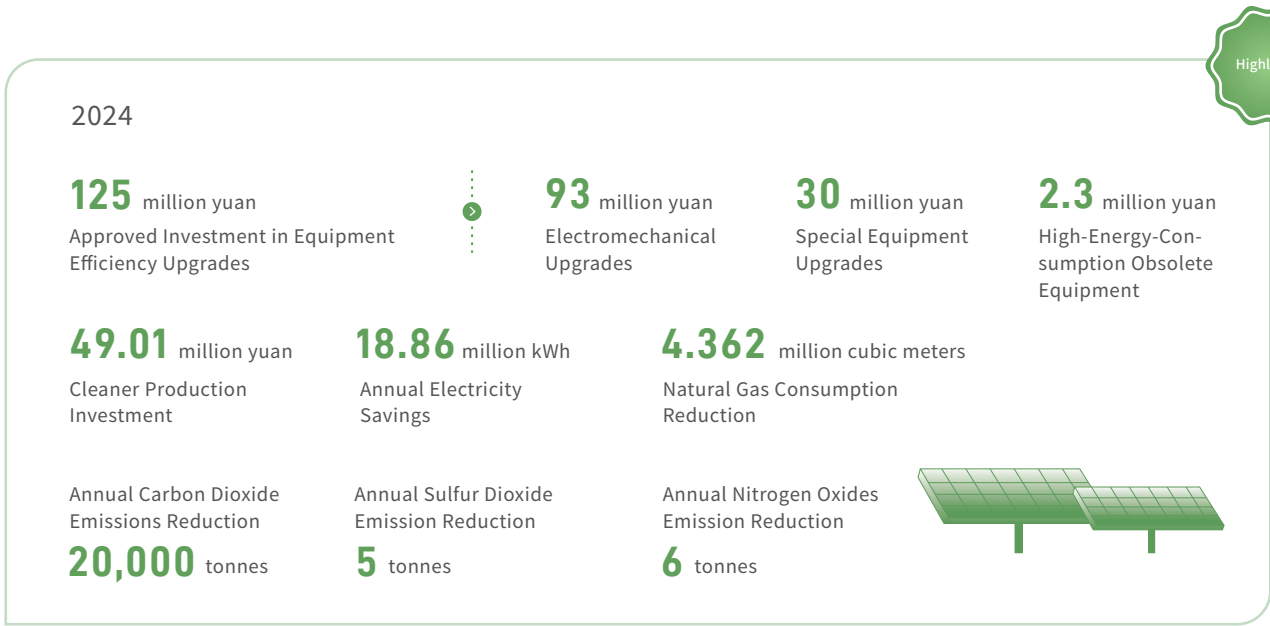 Highl
2024
125 million yuan
Approved Investment in Equipment
Efficiency Upgrades
93 million yuan
Electromechanical
Upgrades
30 million yuan
Special Equipment
Upgrades
2.3 million yuan
High-Energy-Con-
sumption Obsolete
Equipment
49.01 million yuan
Cleaner Production
Investment
18.86 million kWh
Annual Electricity
Savings
4.362 million cubic meters
Natural Gas Consumption
Reduction
Annual Carbon Dioxide
Emissions Reduction
20,000 tonnes
Annual Sulfur Dioxide
Emission Reduction
5 tonnes
Annual Nitrogen Oxides
Emission Reduction
6 tonnes